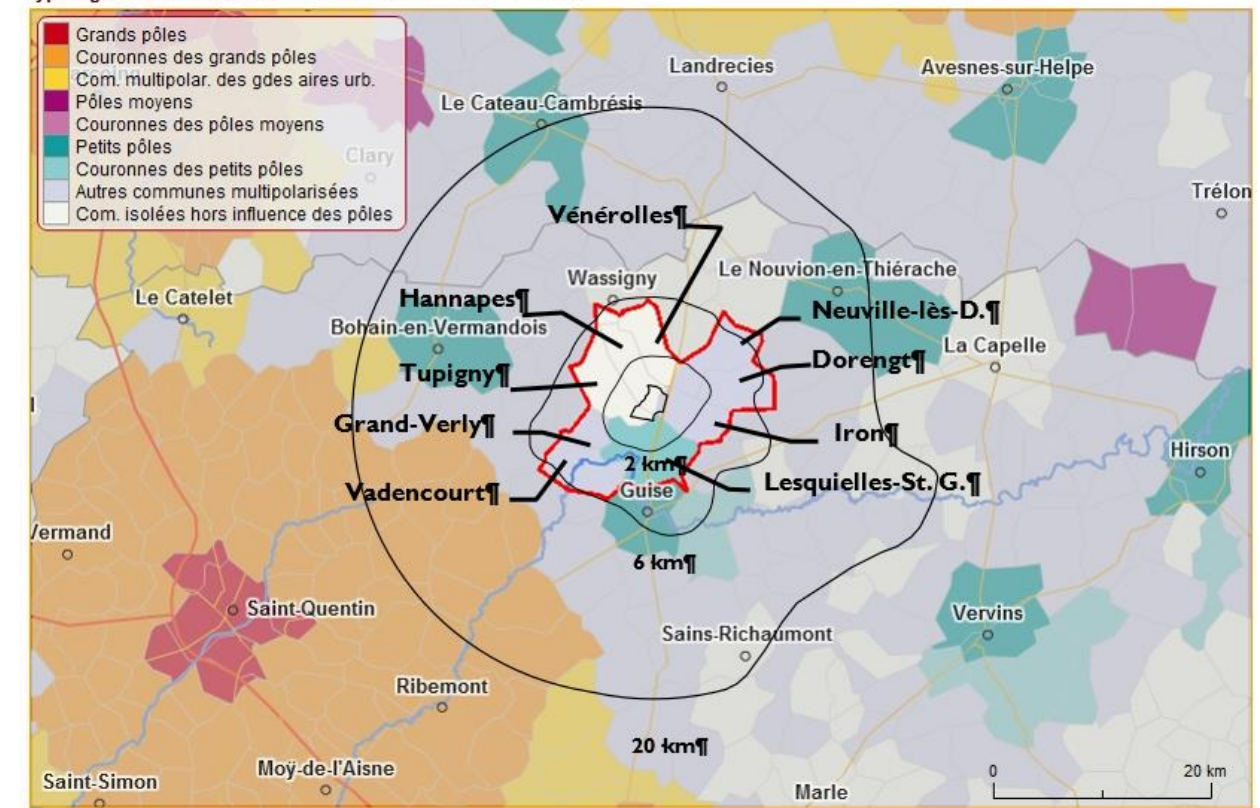 Grands pôles
Couronnes des grands pôles
Com. multipolar. des gdes aires urb.
Pôles moyens
Couronnes des pôles moyens
Petits pôles
Couronnes des petits pôles
Autres communes multipolarisées
Com. isolées hors influence des pôles
Landrecies
Avesnes-sur-Helpe
Le Cateau-Cambrésis
Clary
Trélon
Vénérolles¶
Wassigny
Le Nouvion-en-Thiérache
Le Catelet
Hannapes¶
Neuville-lès-D.¶
Bohain-en-Vermandois
La Capelle
Dorengt¶
Tupigny¶
Grand-Verly¶
Iron¶
Hirson
2 km¶
Lesquielles-St. G.¶
Vadencourt¶
Guise
Vermand
6 km¶
Saint-Quentin
Vervins
Sains-Richaumont
Ribemont
20 km¶
Moÿ-de-l'Aisne
Saint-Simon
Marle
0 20 km